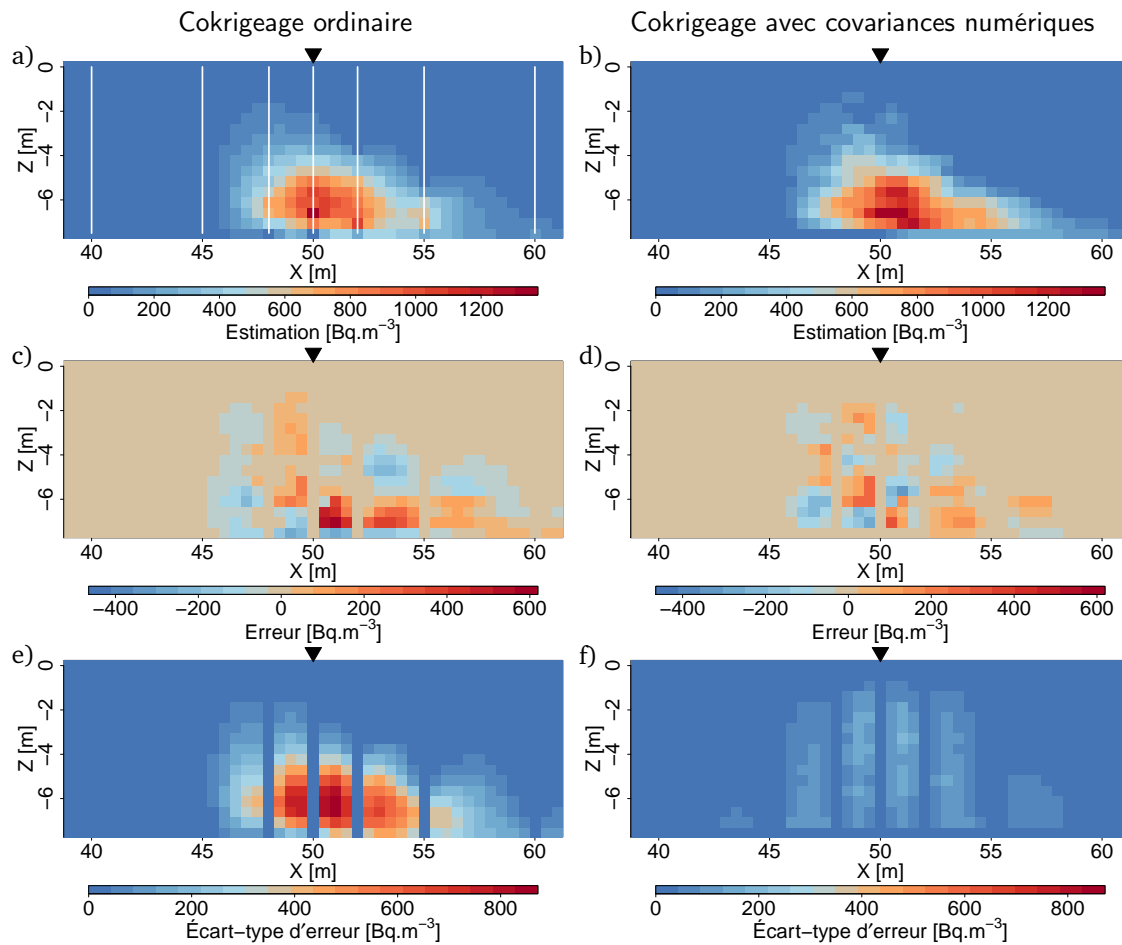 Cokrigeage ordinaire
Cokrigeage avec covariances numériques
a)
0
−2
−4
−6
Z [m]
40 45 50 55 60
X [m]
0 200 400 600 800 1000 1200
Estimation [Bq.m⁻³]
b)
0
−2
−4
−6
Z [m]
40 45 50 55 60
X [m]
0 200 400 600 800 1000 1200
Estimation [Bq.m⁻³]
c)
0
−2
−4
−6
Z [m]
40 45 50 55 60
X [m]
−400 −200 0 200 400 600
Erreur [Bq.m⁻³]
d)
0
−2
−4
−6
Z [m]
40 45 50 55 60
X [m]
−400 −200 0 200 400 600
Erreur [Bq.m⁻³]
e)
0
−2
−4
−6
Z [m]
40 45 50 55 60
X [m]
0 200 400 600 800
Écart−type d'erreur [Bq.m⁻³]
f)
0
−2
−4
−6
Z [m]
40 45 50 55 60
X [m]
0 200 400 600 800
Écart−type d'erreur [Bq.m⁻³]